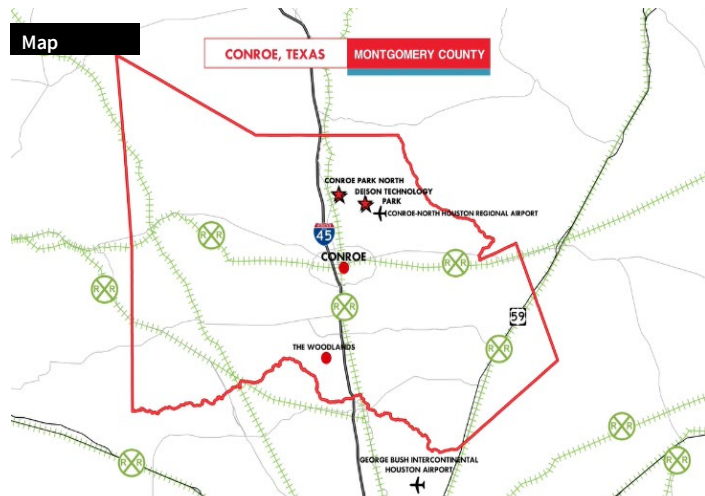 Map
CONROE, TEXAS
MONTGOMERY COUNTY
CONROE PARK NORTH
DEISON TECHNOLOGY
PARK
CONROE-NORTH HOUSTON REGIONAL AIRPORT
45
CONROE
R R
R R
R R
R R
59
R R
THE WOODLANDS
R R
R R
R R
GEORGE BUSH INTERCONTINENTAL
HOUSTON AIRPORT